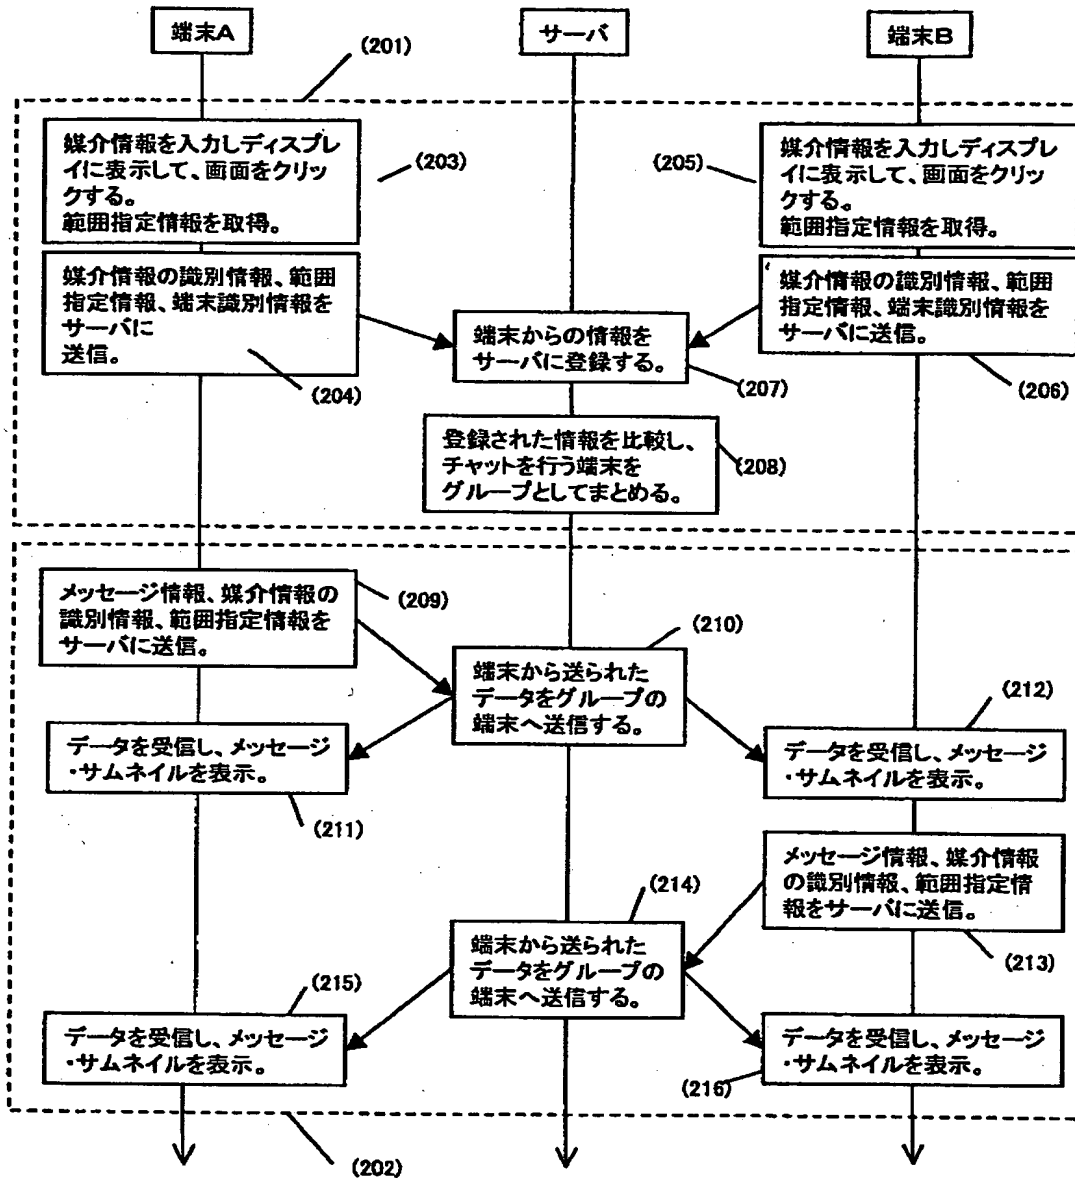 端末A
サーバ
端末B
(201)
媒介情報を入力しディスプレ
イに表示して、画面をクリッ
クする。
範囲指定情報を取得。
(203)
(205)
媒介情報を入力しディスプレ
イに表示して、画面をクリッ
クする。
範囲指定情報を取得。
媒介情報の識別情報、範囲
指定情報、端末識別情報を
サーバに
送信。
(204)
端末からの情報を
サーバに登録する。
(207)
媒介情報の識別情報、範囲
指定情報、端末識別情報を
サーバに送信。
(206)
登録された情報を比較し、
チャットを行う端末を
グループとしてまとめる。
(208)
メッセージ情報、媒介情報の
識別情報、範囲指定情報を
サーバに送信。
(209)
(210)
端末から送られた
データをグループの
端末へ送信する。
(212)
データを受信し、メッセージ
・サムネイルを表示。
(211)
データを受信し、メッセージ
・サムネイルを表示。
メッセージ情報、媒介情報
の識別情報、範囲指定情
報をサーバに送信。
(213)
(214)
端末から送られた
データをグループの
端末へ送信する。
(215)
データを受信し、メッセージ
・サムネイルを表示。
データを受信し、メッセージ
・サムネイルを表示。
(216)
(202)